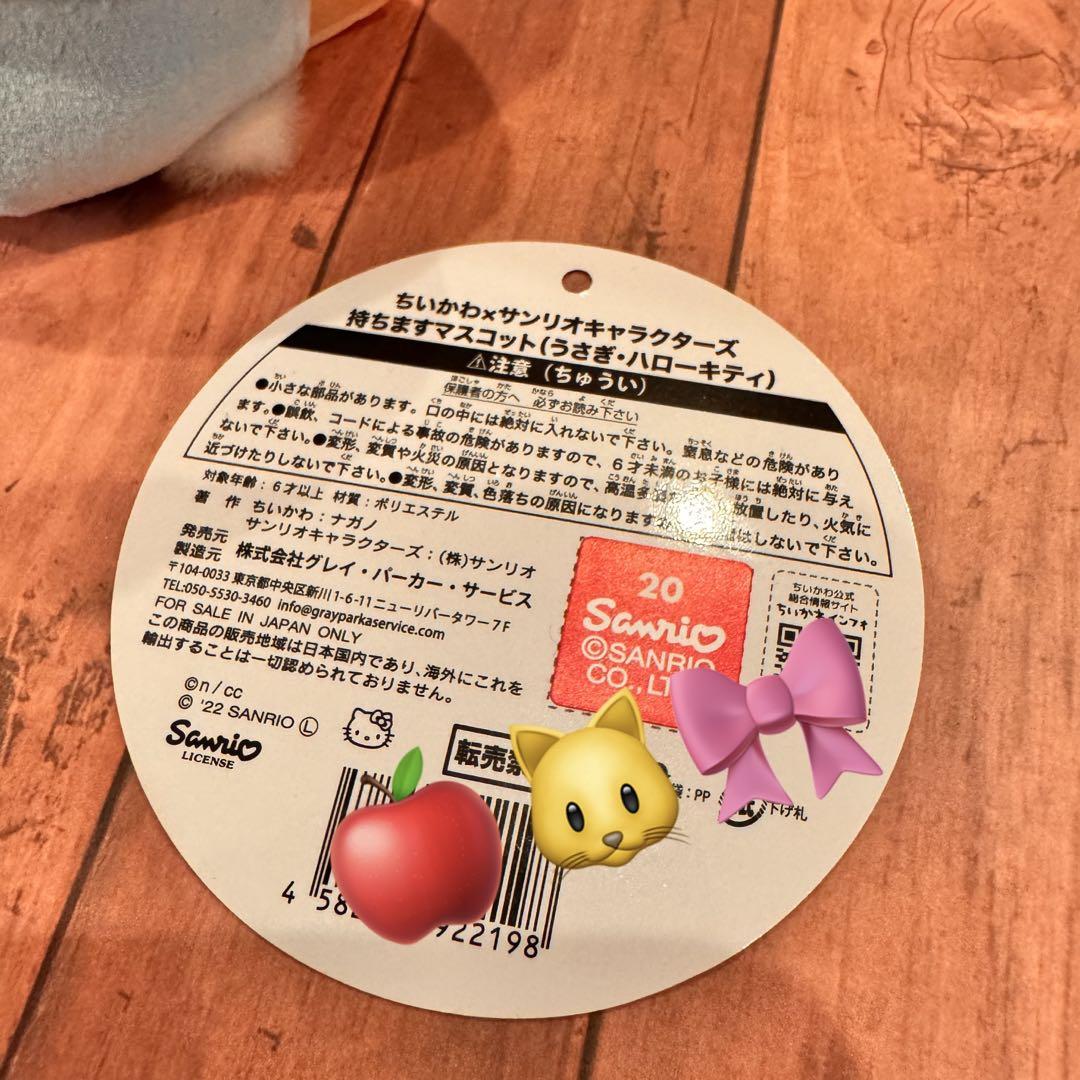 ちいかわ×サンリオキャラクターズ
持ちますマスコット(うさぎ・ハローキティ)
⚠注意(ちゅうい)
保護者の方へ 必ずお読み下さい
●小さな部品があります。口の中には絶対に入れないで下さい。窒息などの危険があり
ます。●誤飲、コードによる事故の危険がありますので、6才未満のお子様には絶対に与え
ないで下さい。●変形、変質や火災の原因となりますので、高温多 放置したり、火気に
近づけたりしないで下さい。●変形、変質、色落ちの原因になります はしないで下さい。
対象年齢:6才以上 材質:ポリエステル
著 作 ちいかわ:ナガノ
サンリオキャラクターズ:(株)サンリオ
発売元
製造元 株式会社グレイ・パーカー・サービス
〒104-0033 東京都中央区新川1-6-11ニューリバータワー7F
TEL:050-5530-3460 info@grayparkaservice.com
FOR SALE IN JAPAN ONLY
この商品の販売地域は日本国内であり、海外にこれを
輸出することは一切認められておりません。
©n / cc
© '22 SANRIO Ⓛ
Sanrio
LICENSE
20
Sanrio
©SANRIO
CO., LT
ちいかわ公式
総合情報サイト
ちいかわインフォ
転売禁
袋:PP
下げ札
4 58 922198